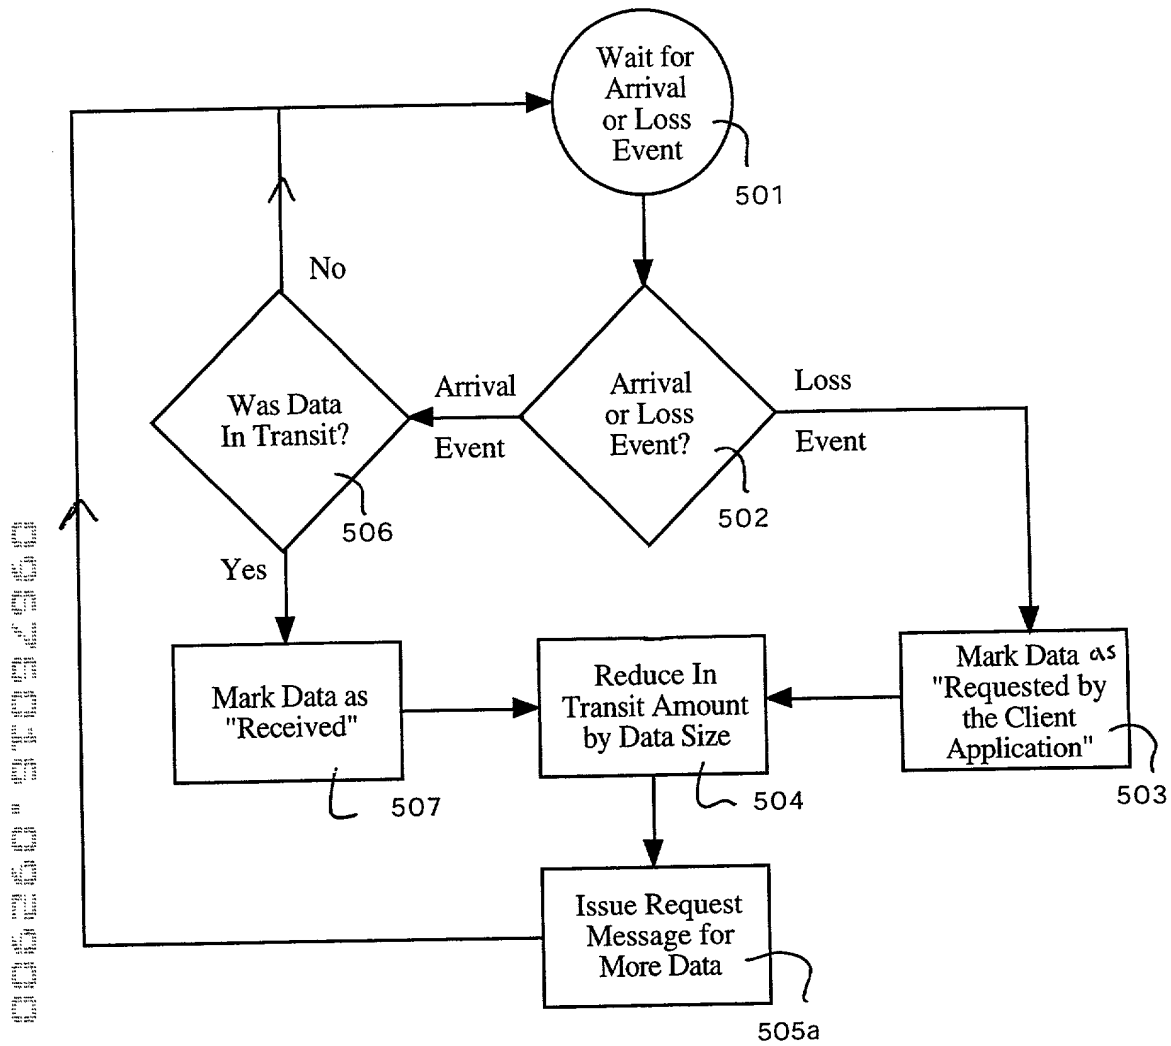 Wait for
Arrival
or Loss
Event
501
No
Arrival
Event
Was Data
In Transit?
506
Arrival
or Loss
Event?
502
Loss
Event
Yes
Mark Data as
"Received"
507
Reduce In
Transit Amount
by Data Size
504
Mark Data as
"Requested by
the Client
Application"
503
Issue Request
Message for
More Data
505a